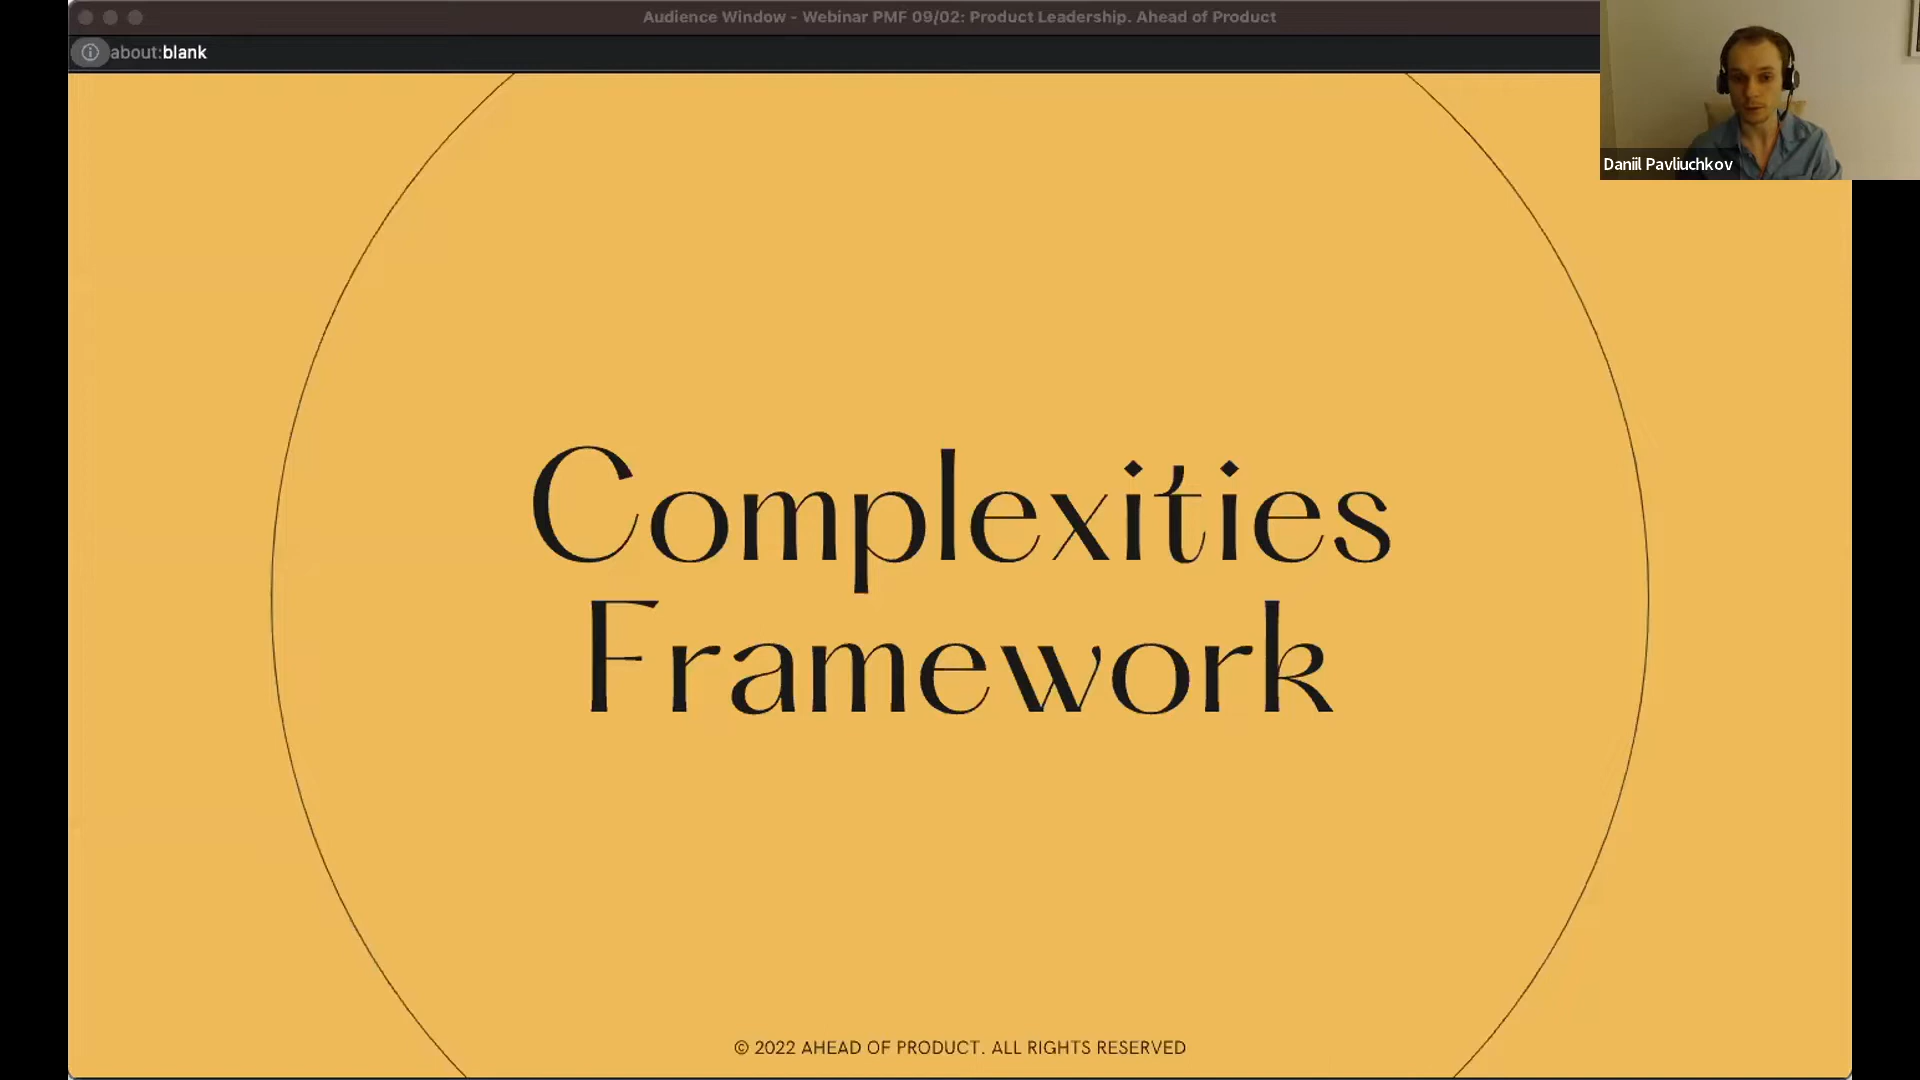 Audience Window - Webinar PMF 09/02: Product Leadership. Ahead of Product
about:blank
Daniil Pavliuchkov
Complexities
Framework
© 2022 AHEAD OF PRODUCT. ALL RIGHTS RESERVED